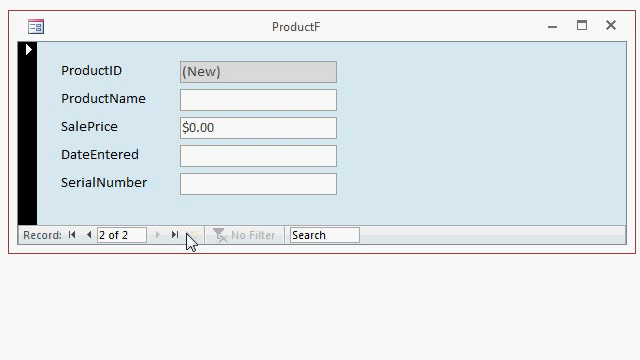 ProductF
ProductID (New)
ProductName
SalePrice $0.00
DateEntered
SerialNumber
Record: 2 of 2 No Filter Search